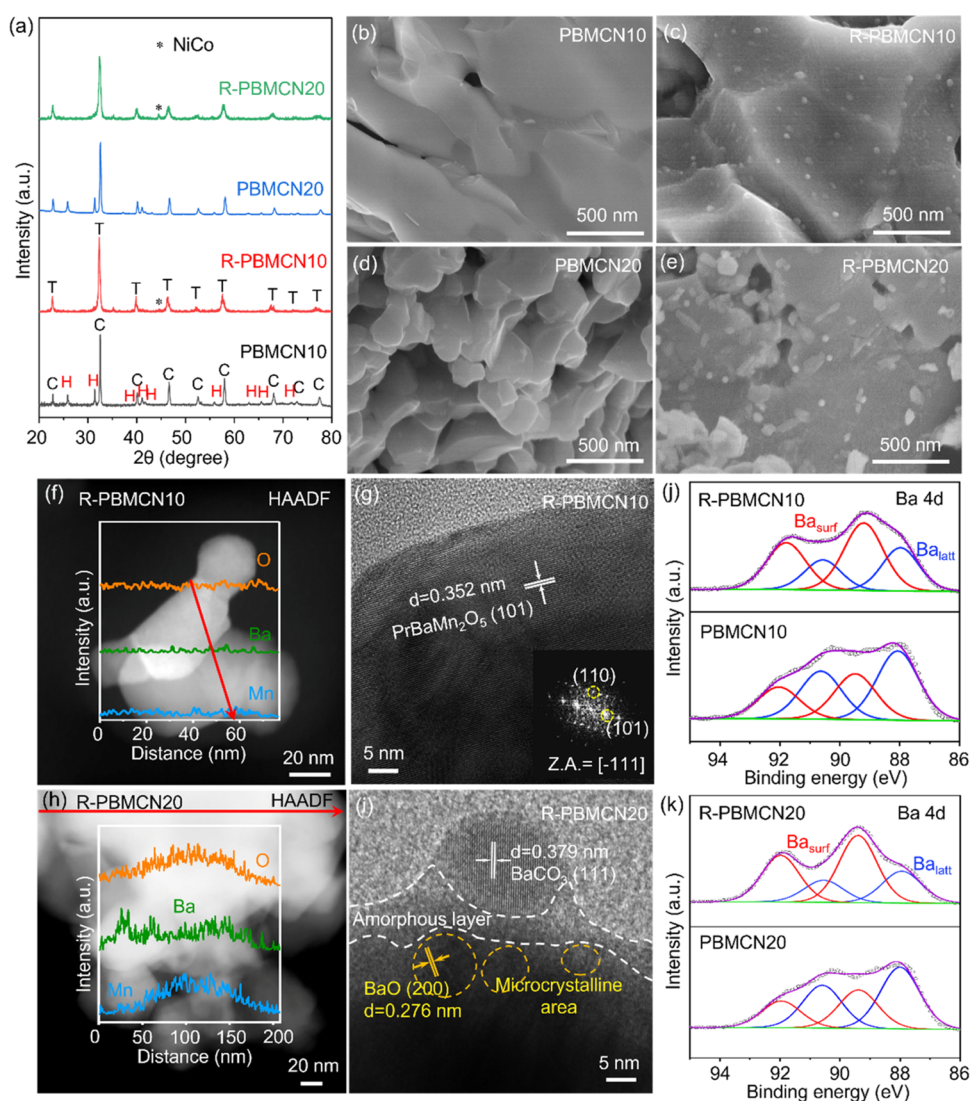 (a)
* NiCo
R-PBMCN20
*
PBMCN20
T
R-PBMCN10
T T T T T T T T
*
C
PBMCN10
C H H H C H H H C C H C H H C H C C
20 30 40 50 60 70 80
2θ (degree)
Intensity (a.u.)
(b)
PBMCN10
500 nm
(c)
R-PBMCN10
500 nm
(d)
PBMCN20
500 nm
(e)
R-PBMCN20
500 nm
(f)
R-PBMCN10
HAADF
O
Ba
Mn
Intensity (a.u.)
0 20 40 60
Distance (nm)
20 nm
(g)
R-PBMCN10
d=0.352 nm
PrBaMn₂O₅ (101)
(110)
(101)
Z.A.= [-111]
5 nm
(h)
R-PBMCN20
HAADF
O
Ba
Mn
Intensity (a.u.)
0 50 100 150 200
Distance (nm)
20 nm
(i)
R-PBMCN20
d=0.379 nm
BaCO₃ (111)
Amorphous layer
BaO (200)
d=0.276 nm
Microcrystalline
area
5 nm
(j)
R-PBMCN10
Ba 4d
Ba_surf
Ba_latt
PBMCN10
Intensity (a.u.)
94 92 90 88 86
Binding energy (eV)
(k)
R-PBMCN20
Ba 4d
Ba_surf
Ba_latt
PBMCN20
Intensity (a.u.)
94 92 90 88 86
Binding energy (eV)